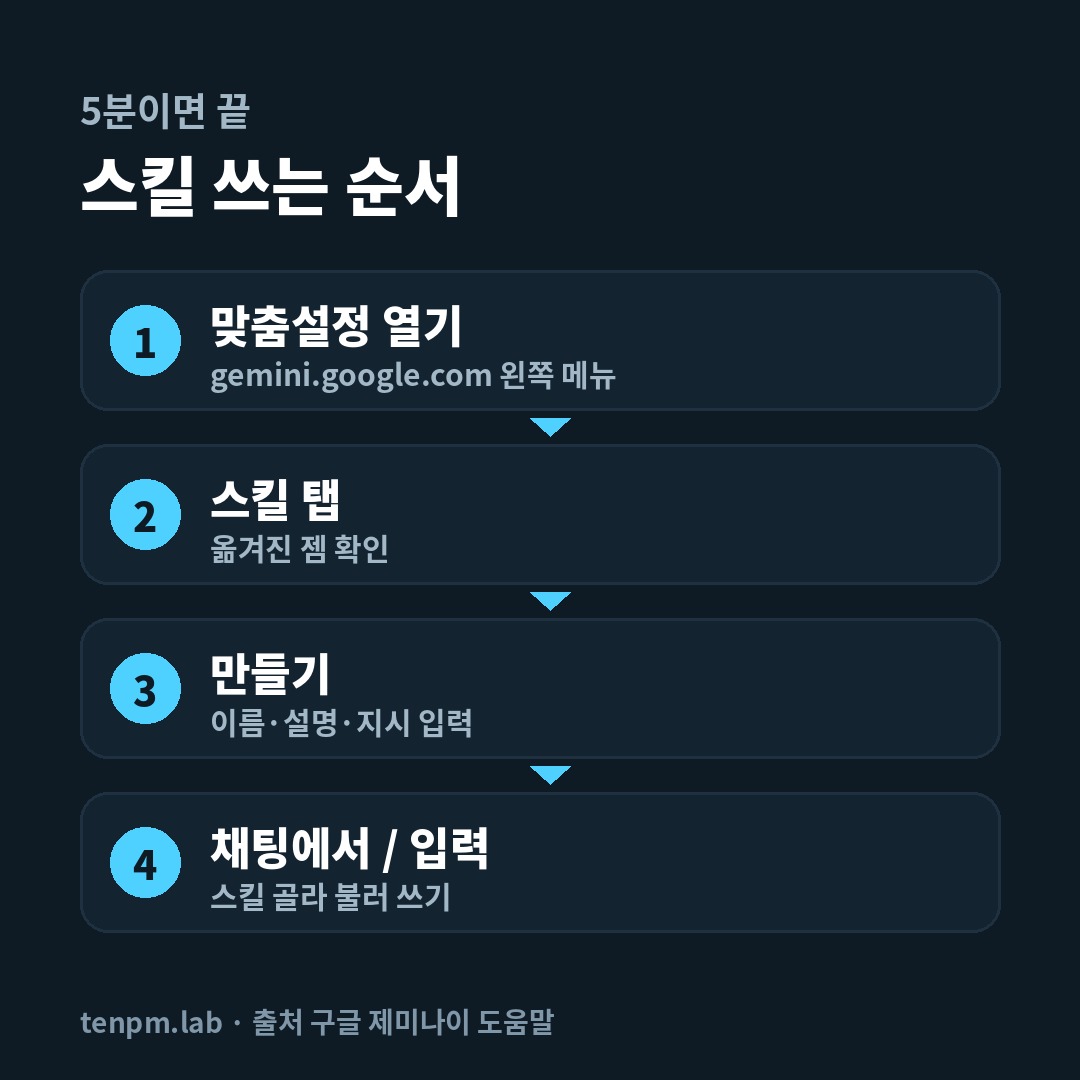 5분이면 끝
스킬 쓰는 순서
1
맞춤설정 열기
gemini.google.com 왼쪽 메뉴
2
스킬 탭
옮겨진 젬 확인
3
만들기
이름·설명·지시 입력
4
채팅에서 / 입력
스킬 골라 불러 쓰기
tenpm.lab · 출처 구글 제미나이 도움말